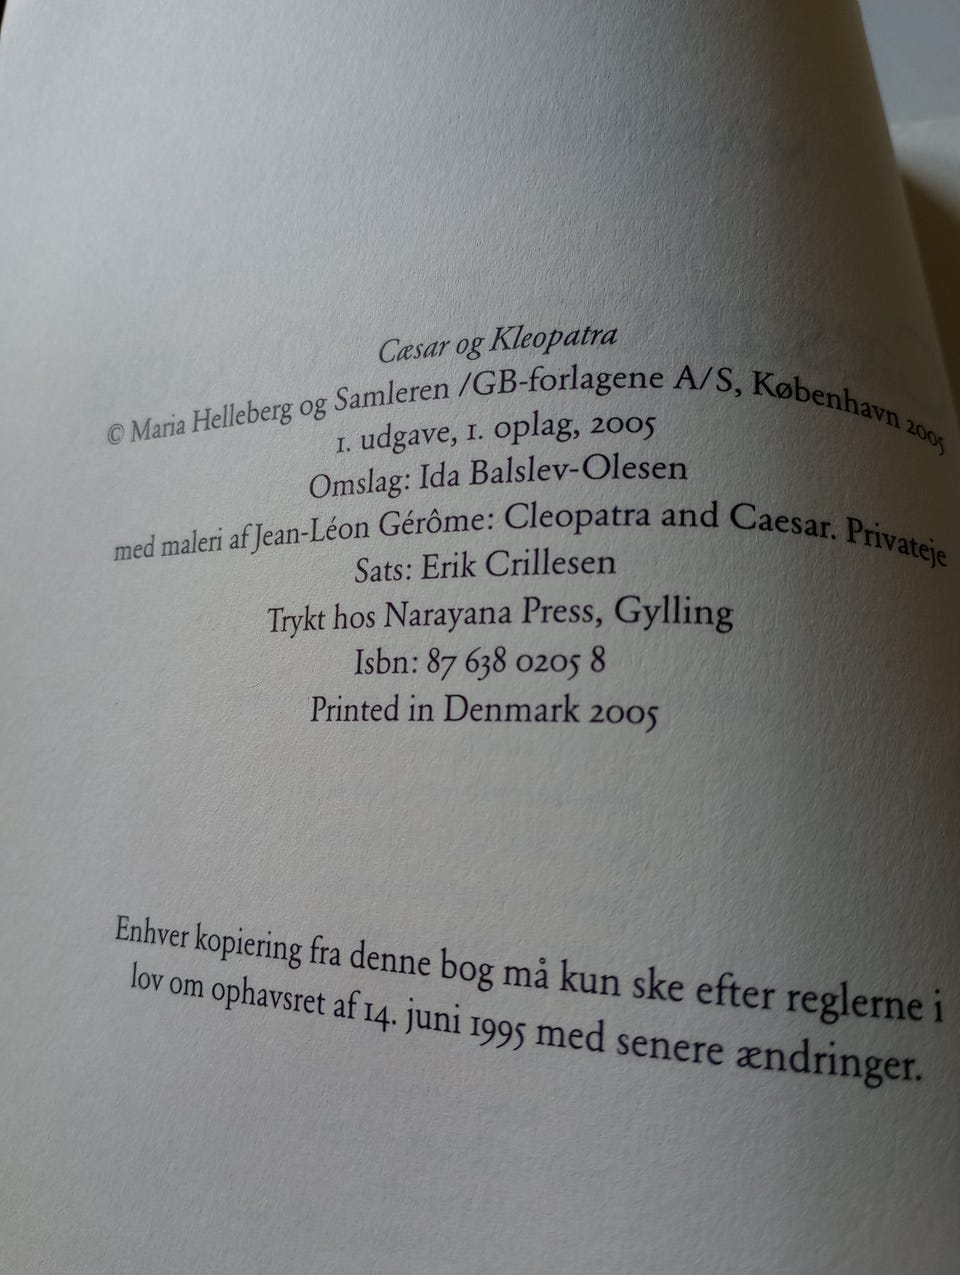 Cæsar og Kleopatra
© Maria Helleberg og Samleren /GB-forlagene A/S, København 2005
1. udgave, 1. oplag, 2005
Omslag: Ida Balslev-Olesen
med maleri af Jean-Léon Gérôme: Cleopatra and Caesar. Privateje
Sats: Erik Crillesen
Trykt hos Narayana Press, Gylling
Isbn: 87 638 0205 8
Printed in Denmark 2005
Enhver kopiering fra denne bog må kun ske efter reglerne i
lov om ophavsret af 14. juni 1995 med senere ændringer.